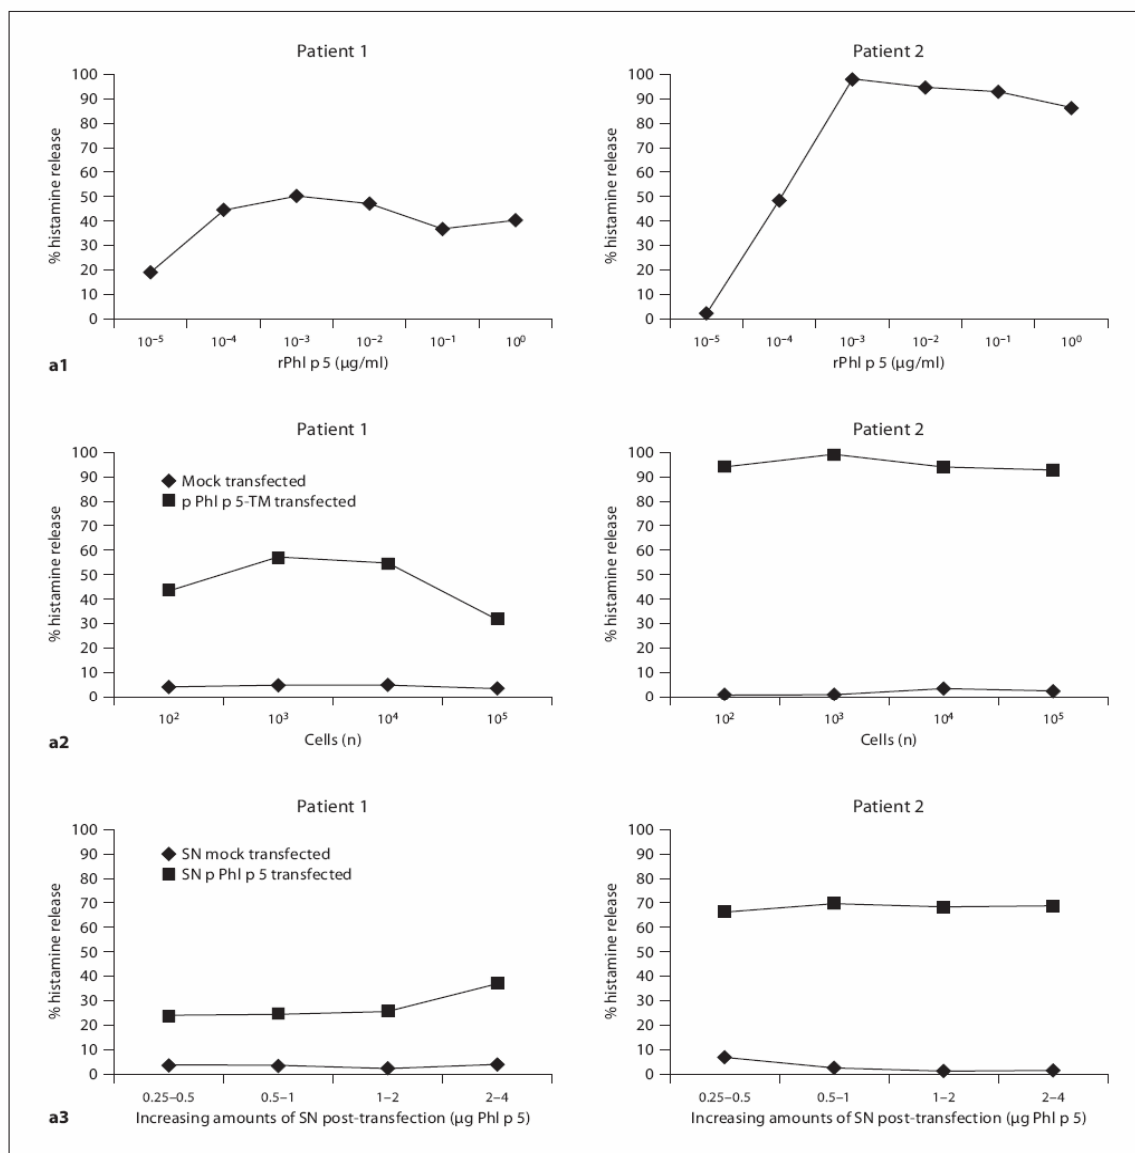 Patient 1
% histamine release
100
90
80
70
60
50
40
30
20
10
0
10⁻⁵ 10⁻⁴ 10⁻³ 10⁻² 10⁻¹ 10⁰
rPhl p 5 (µg/ml)
a1
Patient 2
% histamine release
100
90
80
70
60
50
40
30
20
10
0
10⁻⁵ 10⁻⁴ 10⁻³ 10⁻² 10⁻¹ 10⁰
rPhl p 5 (µg/ml)
Patient 1
% histamine release
100
90
80
70
60
50
40
30
20
10
0
Mock transfected
p Phl p 5-TM transfected
10² 10³ 10⁴ 10⁵
Cells (n)
a2
Patient 2
% histamine release
100
90
80
70
60
50
40
30
20
10
0
10² 10³ 10⁴ 10⁵
Cells (n)
Patient 1
% histamine release
100
90
80
70
60
50
40
30
20
10
0
SN mock transfected
SN p Phl p 5 transfected
0.25–0.5 0.5–1 1–2 2–4
Increasing amounts of SN post-transfection (µg Phl p 5)
a3
Patient 2
% histamine release
100
90
80
70
60
50
40
30
20
10
0
0.25–0.5 0.5–1 1–2 2–4
Increasing amounts of SN post-transfection (µg Phl p 5)